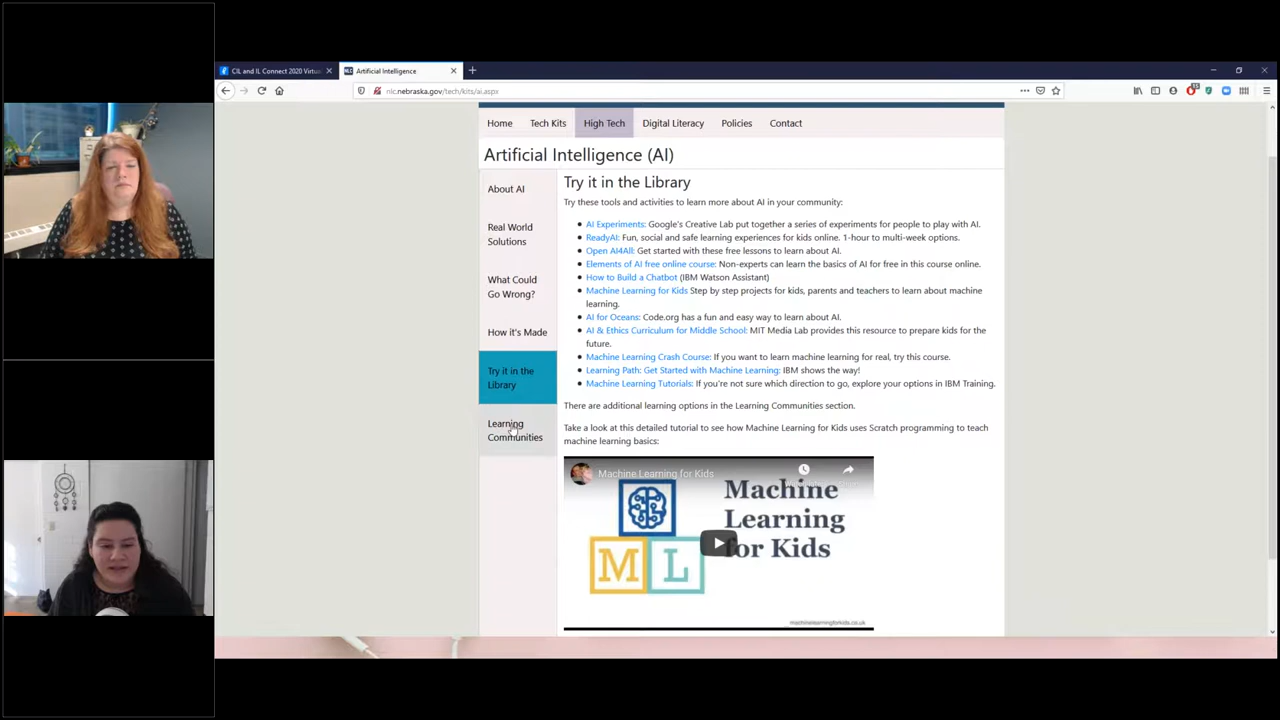 CIL and IL Connect 2020 Virtua
Artificial Intelligence
nlc.nebraska.gov/tech/kits/ai.aspx
Home Tech Kits High Tech Digital Literacy Policies Contact
Artificial Intelligence (AI)
About AI
Real World
Solutions
What Could
Go Wrong?
How it's Made
Try it in the
Library
Learning
Communities
Try it in the Library
Try these tools and activities to learn more about AI in your community:
AI Experiments: Google's Creative Lab put together a series of experiments for people to play with AI.
ReadyAI: Fun, social and safe learning experiences for kids online. 1-hour to multi-week options.
Open AI4All: Get started with these free lessons to learn about AI.
Elements of AI free online course: Non-experts can learn the basics of AI for free in this course online.
How to Build a Chatbot (IBM Watson Assistant)
Machine Learning for Kids Step by step projects for kids, parents and teachers to learn about machine
learning.
AI for Oceans: Code.org has a fun and easy way to learn about AI.
AI & Ethics Curriculum for Middle School: MIT Media Lab provides this resource to prepare kids for the
future.
Machine Learning Crash Course: If you want to learn machine learning for real, try this course.
Learning Path: Get Started with Machine Learning: IBM shows the way!
Machine Learning Tutorials: If you're not sure which direction to go, explore your options in IBM Training.
There are additional learning options in the Learning Communities section.
Take a look at this detailed tutorial to see how Machine Learning for Kids uses Scratch programming to teach
machine learning basics:
Machine Learning for Kids
Machine
Learning
for Kids
M L
machinelearningforkids.co.uk